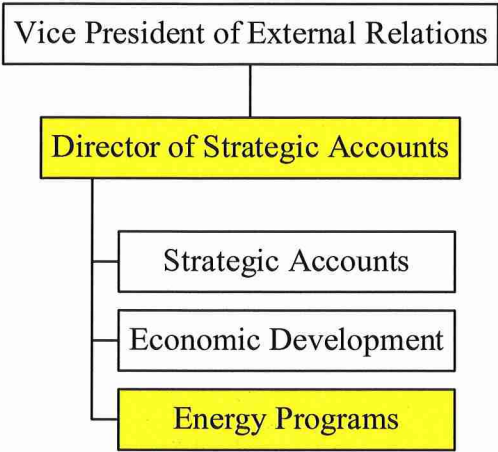 Vice President of External Relations
Director of Strategic Accounts
Strategic Accounts
Economic Development
Energy Programs